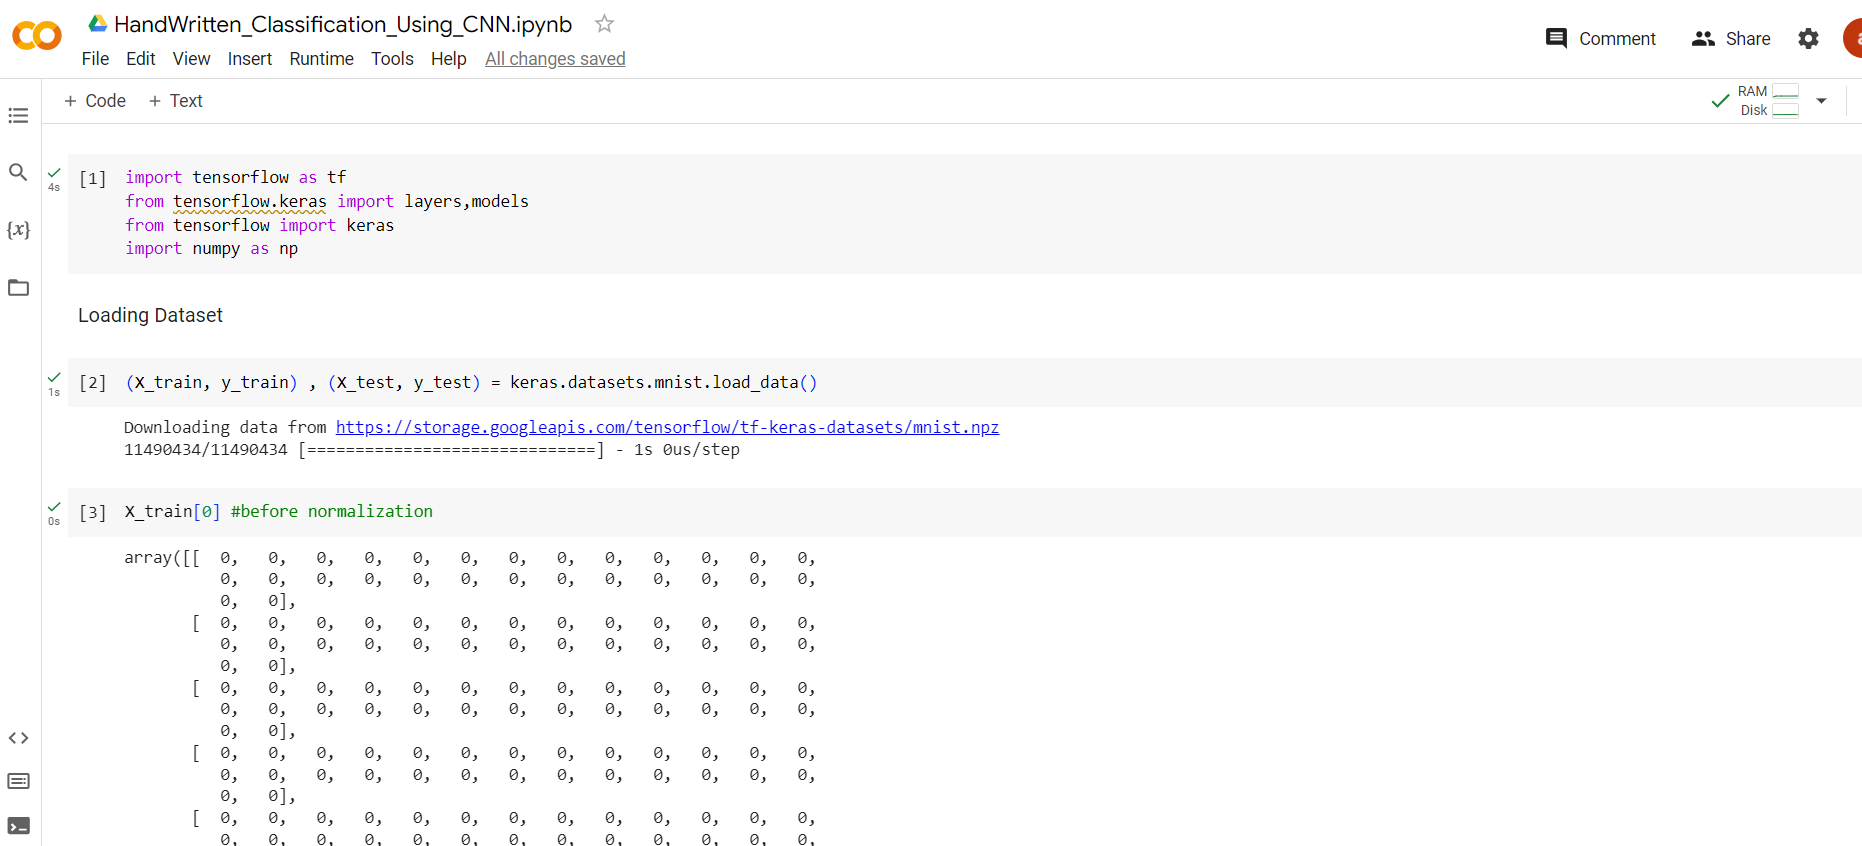 HandWritten_Classification_Using_CNN.ipynb
File Edit View Insert Runtime Tools Help All changes saved
Comment Share
+ Code + Text
RAM
Disk
4s
[1] import tensorflow as tf
from tensorflow.keras import layers,models
from tensorflow import keras
import numpy as np
Loading Dataset
1s
[2] (X_train, y_train) , (X_test, y_test) = keras.datasets.mnist.load_data()
Downloading data from https://storage.googleapis.com/tensorflow/tf-keras-datasets/mnist.npz
11490434/11490434 [==============================] - 1s 0us/step
0s
[3] X_train[0] #before normalization
array([[ 0, 0, 0, 0, 0, 0, 0, 0, 0, 0, 0, 0, 0,
0, 0, 0, 0, 0, 0, 0, 0, 0, 0, 0, 0, 0,
0, 0],
[ 0, 0, 0, 0, 0, 0, 0, 0, 0, 0, 0, 0, 0,
0, 0, 0, 0, 0, 0, 0, 0, 0, 0, 0, 0, 0,
0, 0],
[ 0, 0, 0, 0, 0, 0, 0, 0, 0, 0, 0, 0, 0,
0, 0, 0, 0, 0, 0, 0, 0, 0, 0, 0, 0, 0,
0, 0],
[ 0, 0, 0, 0, 0, 0, 0, 0, 0, 0, 0, 0, 0,
0, 0, 0, 0, 0, 0, 0, 0, 0, 0, 0, 0, 0,
0, 0],
[ 0, 0, 0, 0, 0, 0, 0, 0, 0, 0, 0, 0, 0,
0, 0, 0, 0, 0, 0, 0, 0, 0, 0, 0, 0, 0,